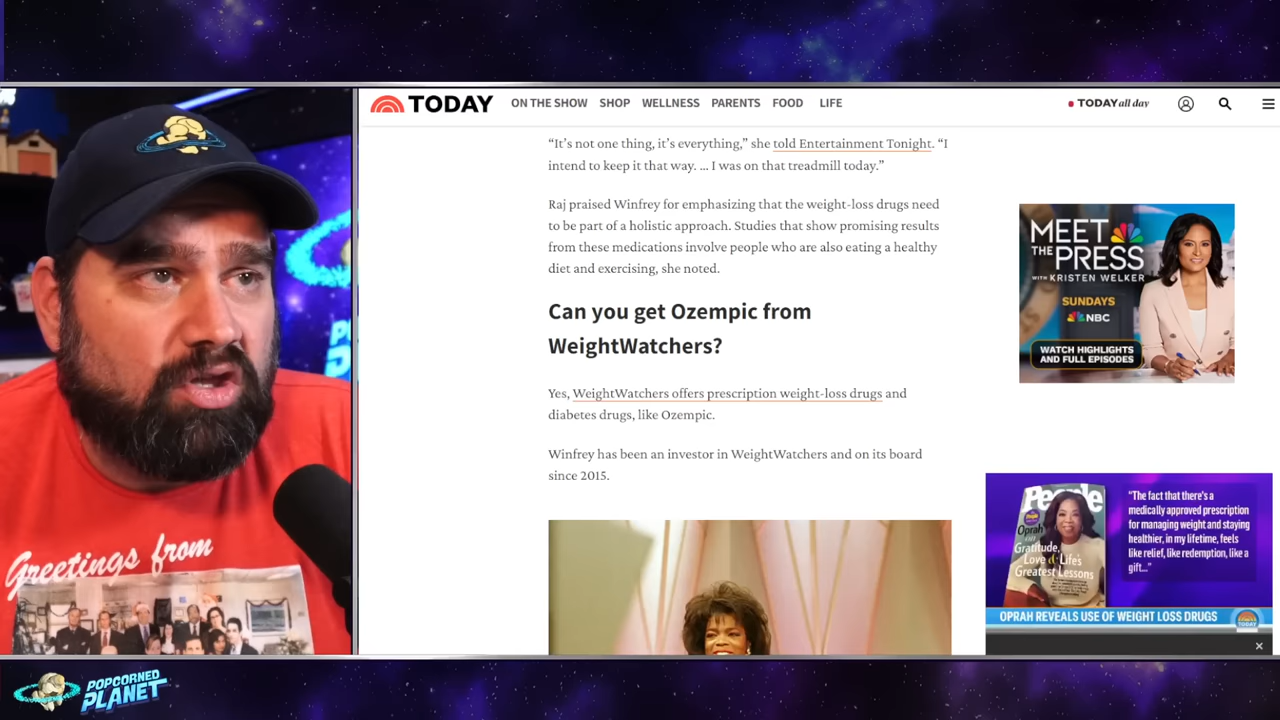 TODAY
ON THE SHOW
SHOP
WELLNESS
PARENTS
FOOD
LIFE
TODAY all day
“It’s not one thing, it’s everything,” she told Entertainment Tonight. “I
intend to keep it that way. … I was on that treadmill today.”
Raj praised Winfrey for emphasizing that the weight-loss drugs need
to be part of a holistic approach. Studies that show promising results
from these medications involve people who are also eating a healthy
diet and exercising, she noted.
Can you get Ozempic from
WeightWatchers?
Yes, WeightWatchers offers prescription weight-loss drugs and
diabetes drugs, like Ozempic.
Winfrey has been an investor in WeightWatchers and on its board
since 2015.
MEET
THE PRESS
WITH KRISTEN WELKER
SUNDAYS
NBC
WATCH HIGHLIGHTS
AND FULL EPISODES
People
Oprah
on
Gratitude,
Love & Life's
Greatest Lessons
“The fact that there's a
medically approved prescription
for managing weight and staying
healthier, in my lifetime, feels
like relief, like redemption, like a
gift...”
OPRAH REVEALS USE OF WEIGHT LOSS DRUGS
TODAY
Greetings from
POPCORNED
PLANET